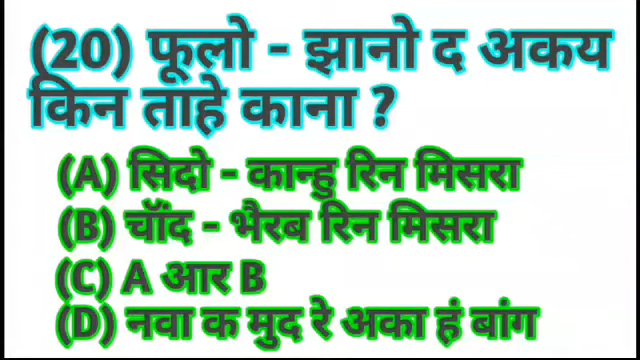 (20) फूलो - झानो द अकय
किन ताहे काना ?
(A) सिदो - कान्हु रिन मिसरा
(B) चाँद - भैरब रिन मिसरा
(C) A आर B
(D) नवा क मुद रे अका हं बांग